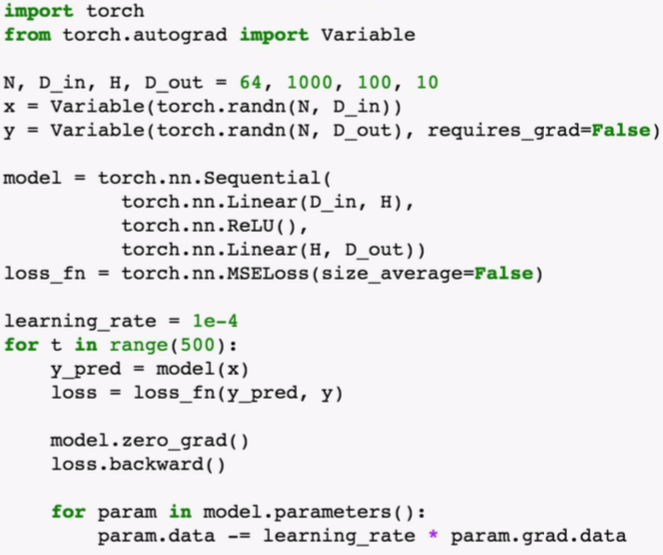 import torch
from torch.autograd import Variable

N, D_in, H, D_out = 64, 1000, 100, 10
x = Variable(torch.randn(N, D_in))
y = Variable(torch.randn(N, D_out), requires_grad=False)

model = torch.nn.Sequential(
          torch.nn.Linear(D_in, H),
          torch.nn.ReLU(),
          torch.nn.Linear(H, D_out))
loss_fn = torch.nn.MSELoss(size_average=False)

learning_rate = 1e-4
for t in range(500):
    y_pred = model(x)
    loss = loss_fn(y_pred, y)

    model.zero_grad()
    loss.backward()

    for param in model.parameters():
        param.data -= learning_rate * param.grad.data